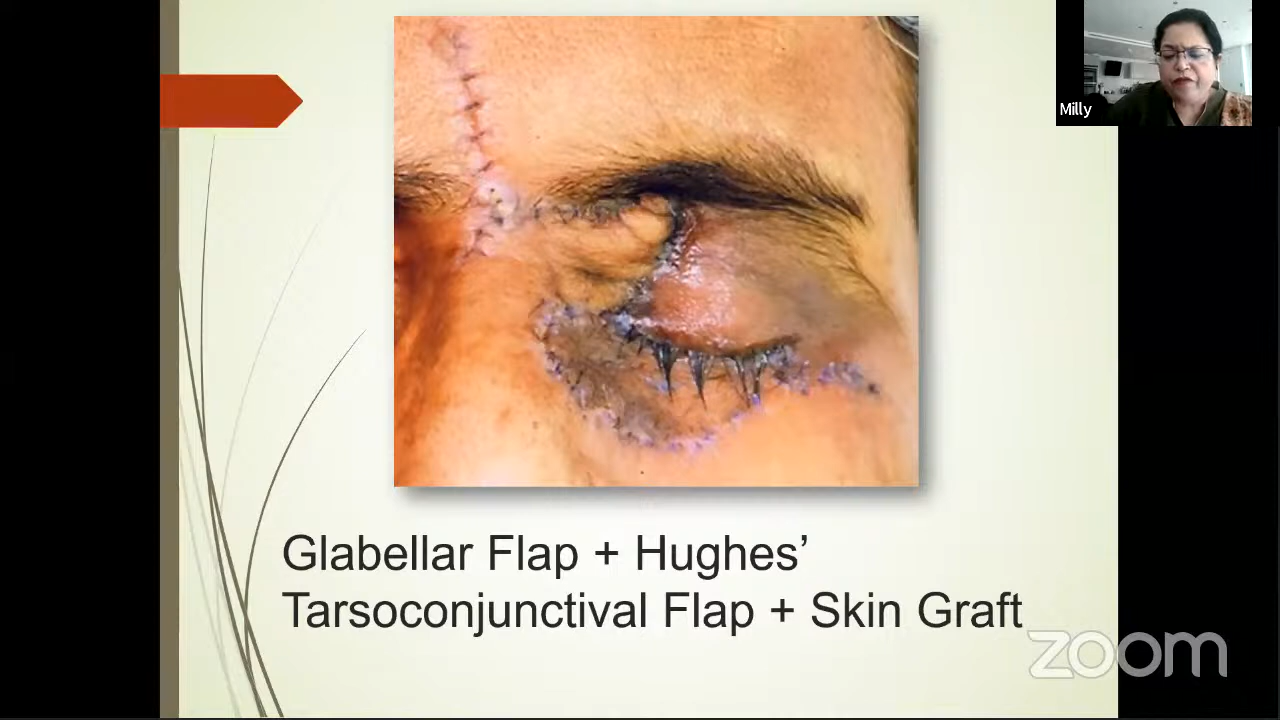 Milly
Glabellar Flap + Hughes’
Tarsoconjunctival Flap + Skin Graft
zoom